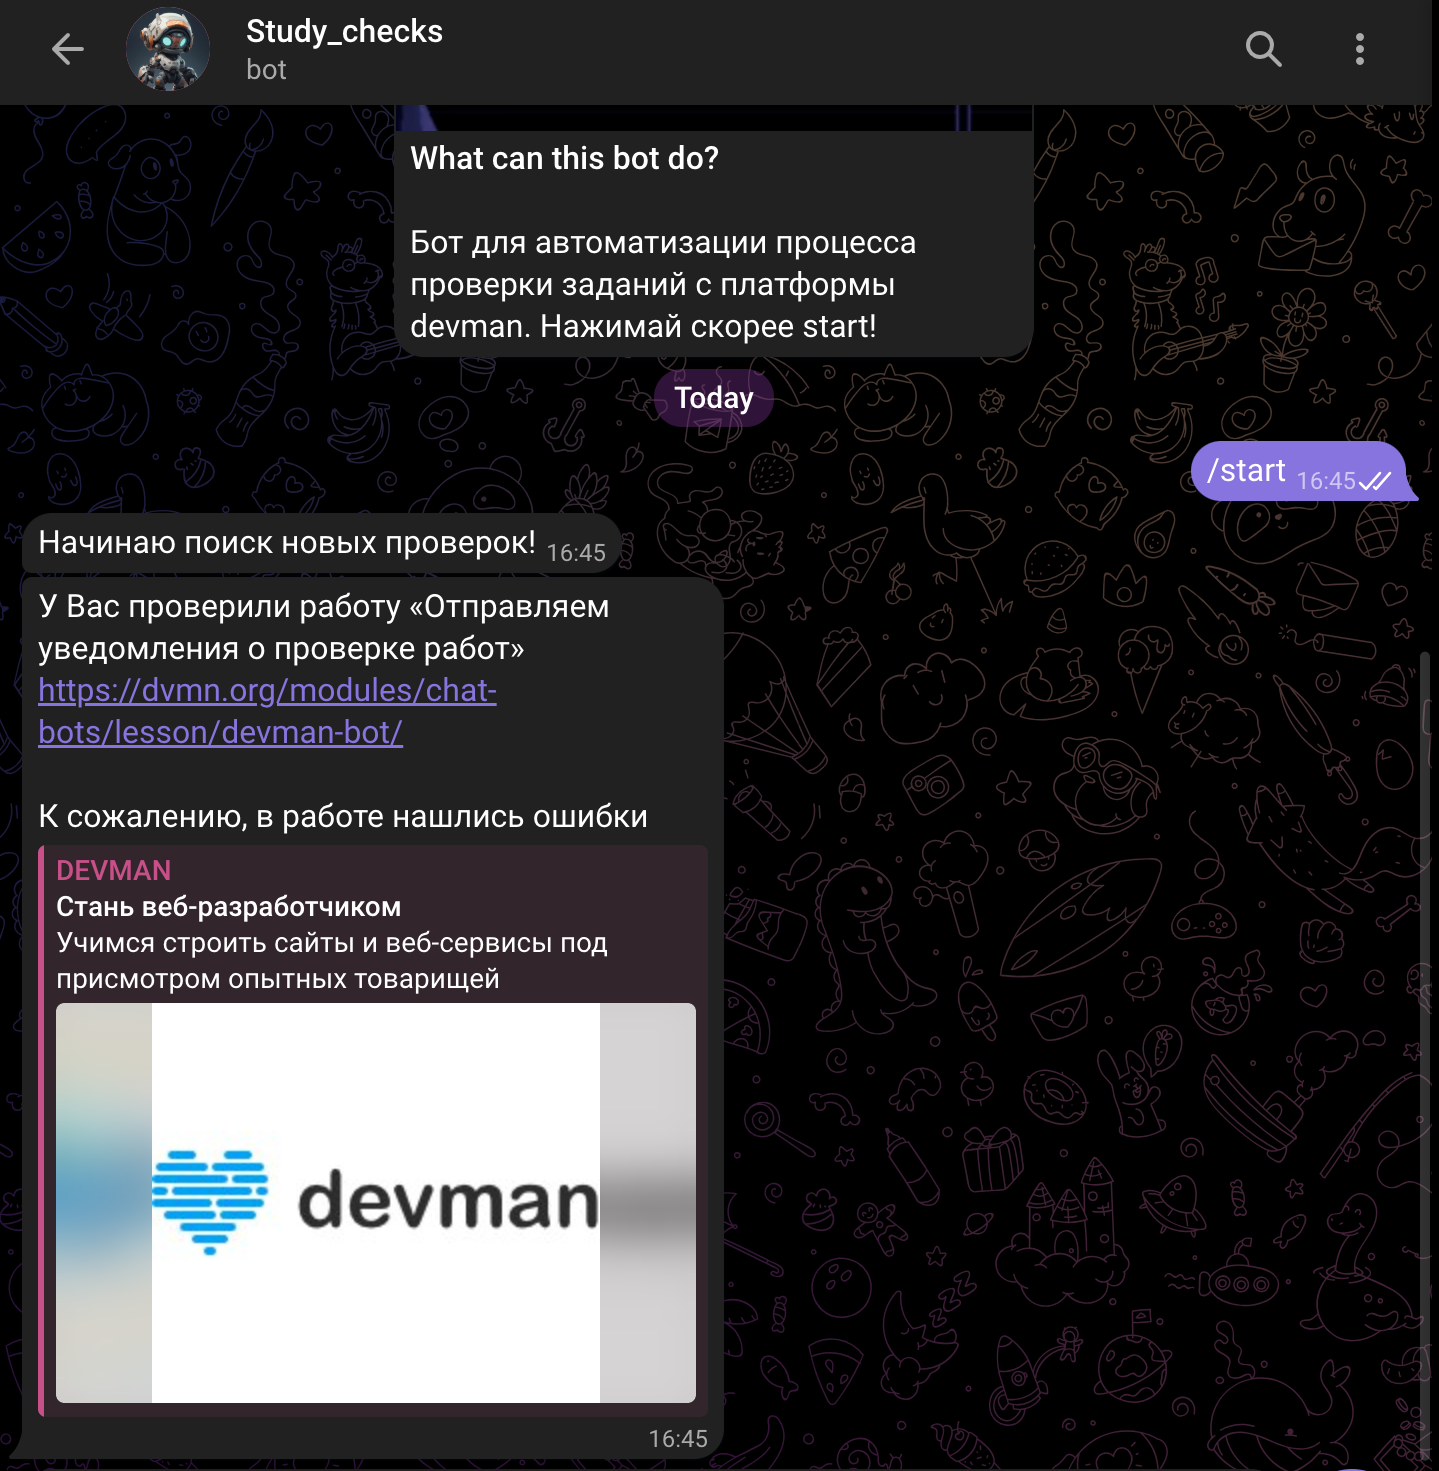 Study_checks
bot
What can this bot do?
Бот для автоматизации процесса
проверки заданий с платформы
devman. Нажимай скорее start!
Today
/start 16:45
Начинаю поиск новых проверок! 16:45
У Вас проверили работу «Отправляем
уведомления о проверке работ»
https://dvmn.org/modules/chat-
bots/lesson/devman-bot/
К сожалению, в работе нашлись ошибки
DEVMAN
Стань веб-разработчиком
Учимся строить сайты и веб-сервисы под
присмотром опытных товарищей
devman
16:45